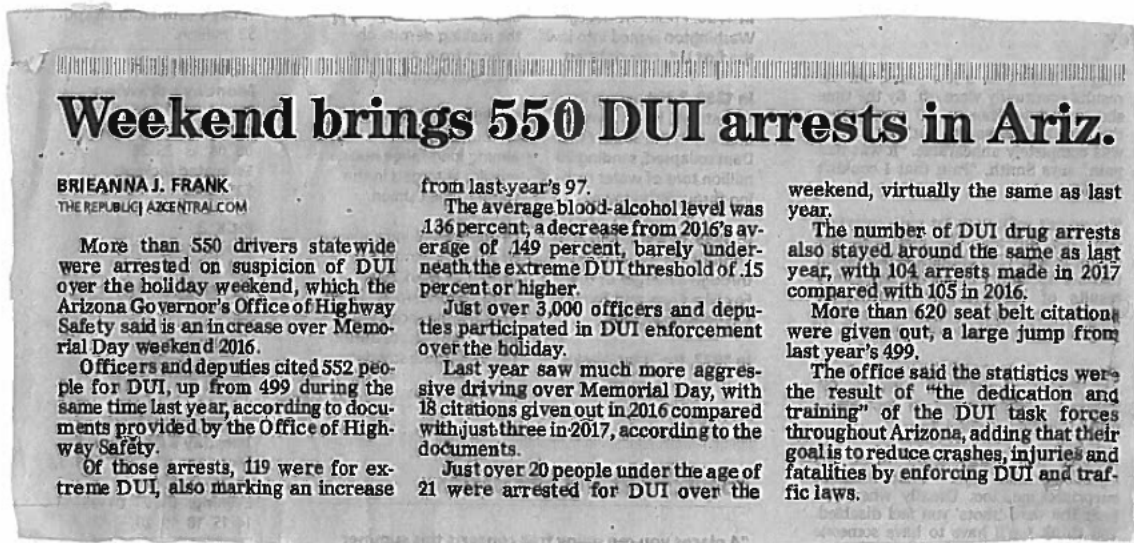 Weekend brings 550 DUI arrests in Ariz.
BRIEANNA J. FRANK
THE REPUBLIC| AZCENTRAL.COM
More than 550 drivers statewide
were arrested on suspicion of DUI
over the holiday weekend, which the
Arizona Governor's Office of Highway
Safety said is an increase over Memo-
rial Day weekend 2016.
Officers and deputies cited 552 peo-
ple for DUI, up from 499 during the
same time last year, according to docu-
ments provided by the Office of High-
way Safety.
Of those arrests, 119 were for ex-
treme DUI, also marking an increase
from last year's 97.
The average blood-alcohol level was
.136 percent, a decrease from 2016's av-
erage of .149 percent, barely under-
neath the extreme DUI threshold of .15
percent or higher.
Just over 3,000 officers and depu-
ties participated in DUI enforcement
over the holiday.
Last year saw much more aggres-
sive driving over Memorial Day, with
18 citations given out in 2016 compared
with just three in 2017, according to the
documents.
Just over 20 people under the age of
21 were arrested for DUI over the
weekend, virtually the same as last
year.
The number of DUI drug arrests
also stayed around the same as last
year, with 104 arrests made in 2017
compared with 105 in 2016.
More than 620 seat belt citations
were given out, a large jump from
last year's 499.
The office said the statistics were
the result of "the dedication and
training" of the DUI task forces
throughout Arizona, adding that their
goal is to reduce crashes, injuries and
fatalities by enforcing DUI and traf-
fic laws.